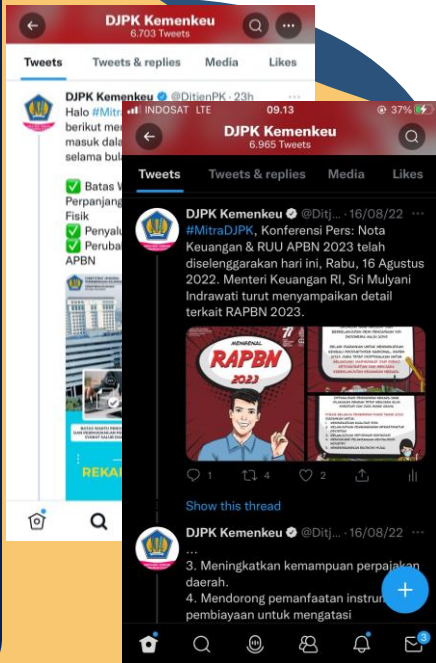 DJPK Kemenkeu
6.703 Tweets
Tweets
Tweets & replies
Media
Likes
DJPK Kemenkeu @DitjenPK · 23h
Halo #Mitra
berikut mer
masuk dala
selama bula
Batas W
Perpanjang
Fisik
Penyalu
Peruba
APBN
REKA
INDOSAT LTE
09.13
37%
DJPK Kemenkeu
6.965 Tweets
Tweets
Tweets & replies
Media
Likes
DJPK Kemenkeu @Ditj... · 16/08/22
#MitraDJPK, Konferensi Pers: Nota
Keuangan & RUU APBN 2023 telah
diselenggarakan hari ini, Rabu, 16 Agustus
2022. Menteri Keuangan RI, Sri Mulyani
Indrawati turut menyampaikan detail
terkait RAPBN 2023.
MENGENAL
RAPBN
2023
1
4
2
Show this thread
DJPK Kemenkeu @Ditj... · 16/08/22
...
3. Meningkatkan kemampuan perpajakan
daerah.
4. Mendorong pemanfaatan instrum
pembiayaan untuk mengatasi
3